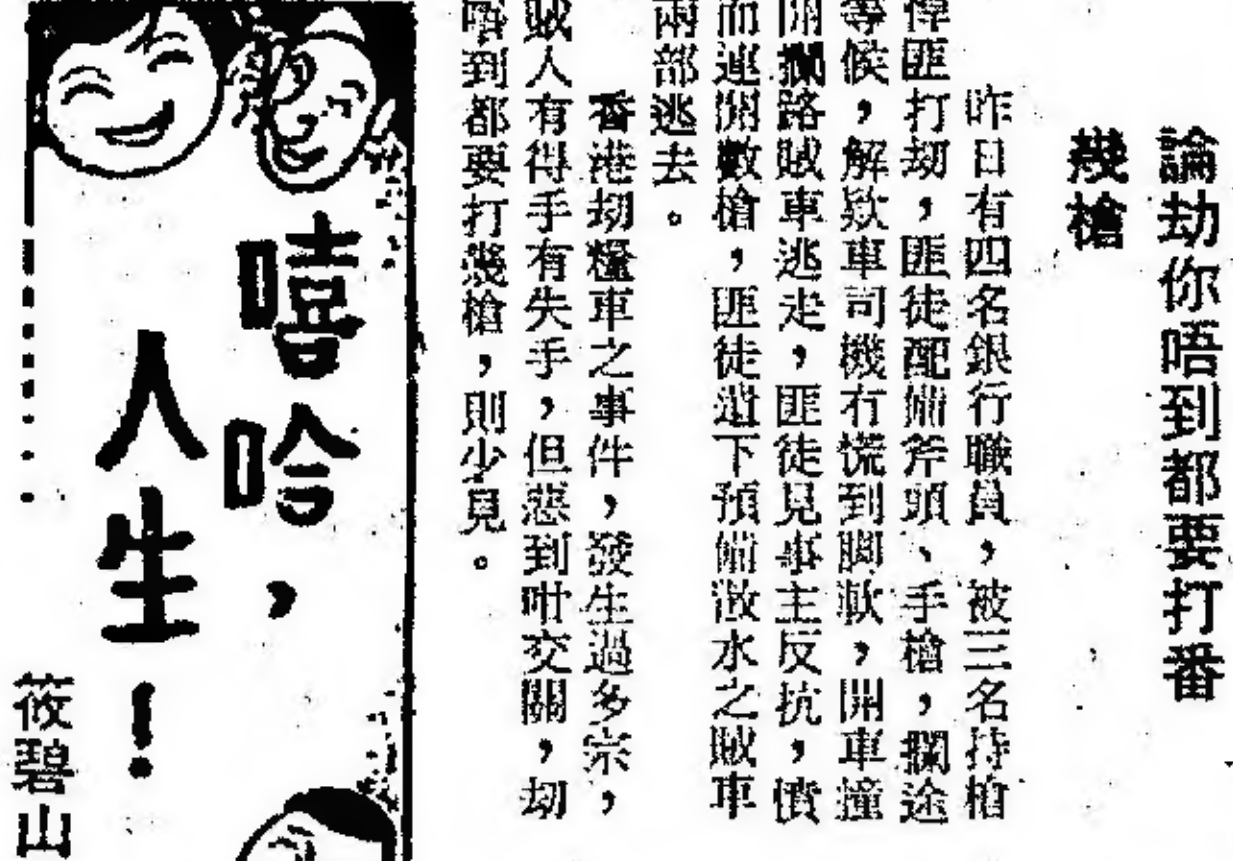 論劫你唔到都要打番
幾槍
昨日有四名銀行職員，被三名持槍
悍匪打劫，匪徒配備斧頭、手槍，攔途
等候，解欵車司機冇慌到脚軟，開車撞
開攔路賊車逃走，匪徒見事主反抗，憤
而連開數槍，匪徒遺下預備散水之賊車
兩部逃去。
香港劫糧車之事件，發生過多宗，
賊人有得手有失手，但惡到咁交關，劫
唔到都要打幾槍，則少見。
嘻哈，
人生！
筱碧山